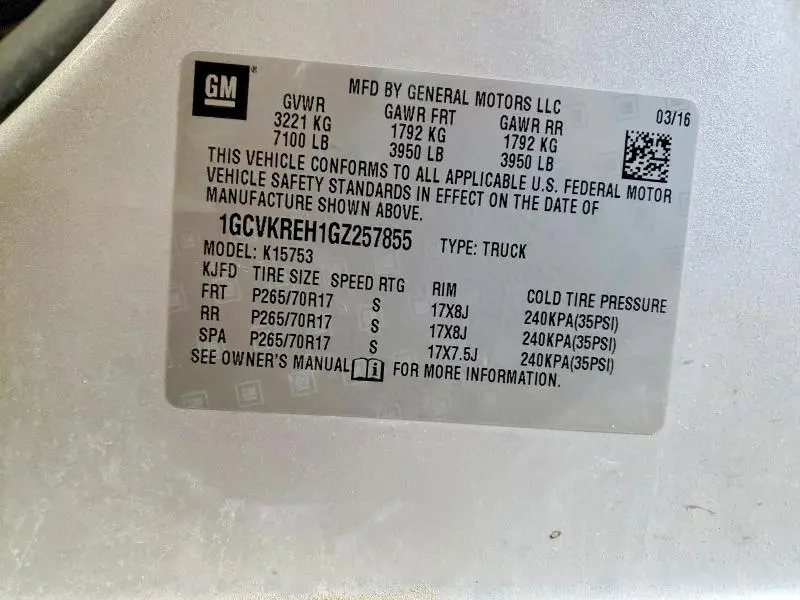 GM
MFD BY GENERAL MOTORS LLC 03/16
GVWR GAWR FRT GAWR RR
3221 KG 1792 KG 1792 KG
7100 LB 3950 LB 3950 LB
THIS VEHICLE CONFORMS TO ALL APPLICABLE U.S. FEDERAL MOTOR
VEHICLE SAFETY STANDARDS IN EFFECT ON THE DATE OF
MANUFACTURE SHOWN ABOVE.
1GCVKREH1GZ257855 TYPE: TRUCK
MODEL: K15753
KJFD TIRE SIZE SPEED RTG RIM COLD TIRE PRESSURE
FRT P265/70R17 S 17X8J 240KPA(35PSI)
RR P265/70R17 S 17X8J 240KPA(35PSI)
SPA P265/70R17 S 17X7.5J 240KPA(35PSI)
SEE OWNER'S MANUAL i FOR MORE INFORMATION.